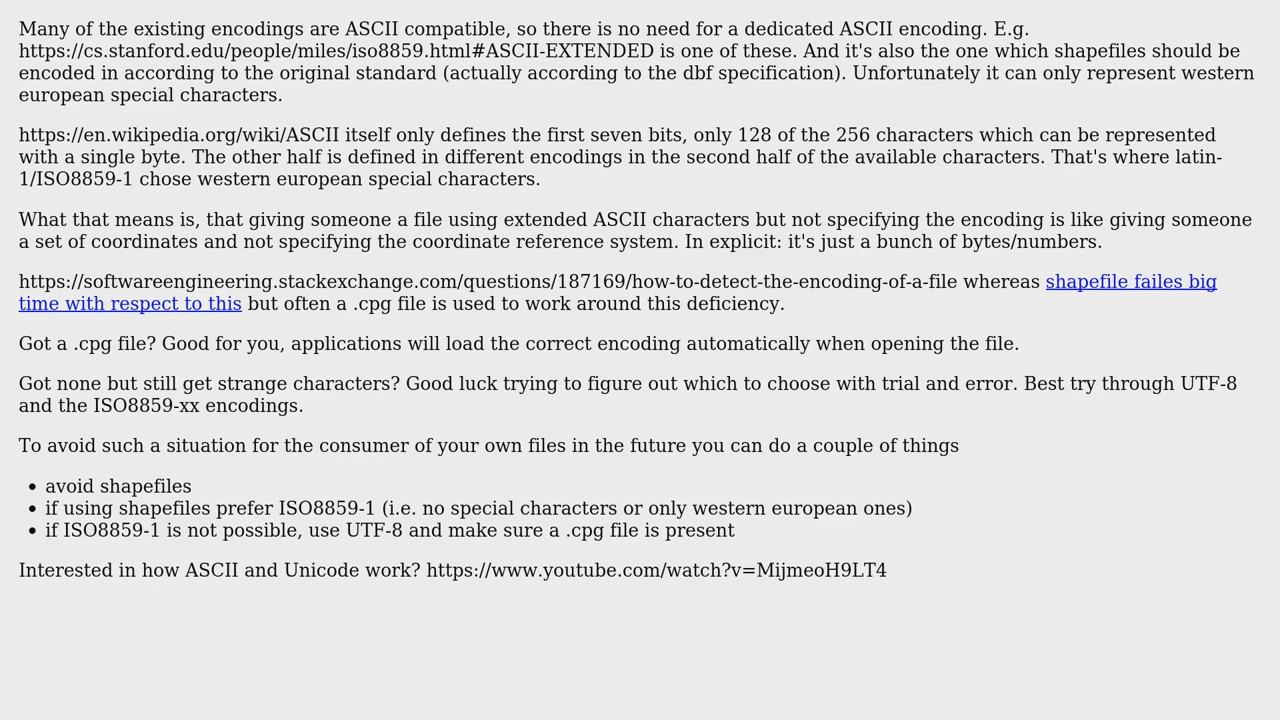 Many of the existing encodings are ASCII compatible, so there is no need for a dedicated ASCII encoding. E.g.
https://cs.stanford.edu/people/miles/iso8859.html#ASCII-EXTENDED is one of these. And it's also the one which shapefiles should be
encoded in according to the original standard (actually according to the dbf specification). Unfortunately it can only represent western
european special characters.
https://en.wikipedia.org/wiki/ASCII itself only defines the first seven bits, only 128 of the 256 characters which can be represented
with a single byte. The other half is defined in different encodings in the second half of the available characters. That's where latin-
1/ISO8859-1 chose western european special characters.
What that means is, that giving someone a file using extended ASCII characters but not specifying the encoding is like giving someone
a set of coordinates and not specifying the coordinate reference system. In explicit: it's just a bunch of bytes/numbers.
https://softwareengineering.stackexchange.com/questions/187169/how-to-detect-the-encoding-of-a-file whereas shapefile failes big
time with respect to this but often a .cpg file is used to work around this deficiency.
Got a .cpg file? Good for you, applications will load the correct encoding automatically when opening the file.
Got none but still get strange characters? Good luck trying to figure out which to choose with trial and error. Best try through UTF-8
and the ISO8859-xx encodings.
To avoid such a situation for the consumer of your own files in the future you can do a couple of things
• avoid shapefiles
• if using shapefiles prefer ISO8859-1 (i.e. no special characters or only western european ones)
• if ISO8859-1 is not possible, use UTF-8 and make sure a .cpg file is present
Interested in how ASCII and Unicode work? https://www.youtube.com/watch?v=MijmeoH9LT4